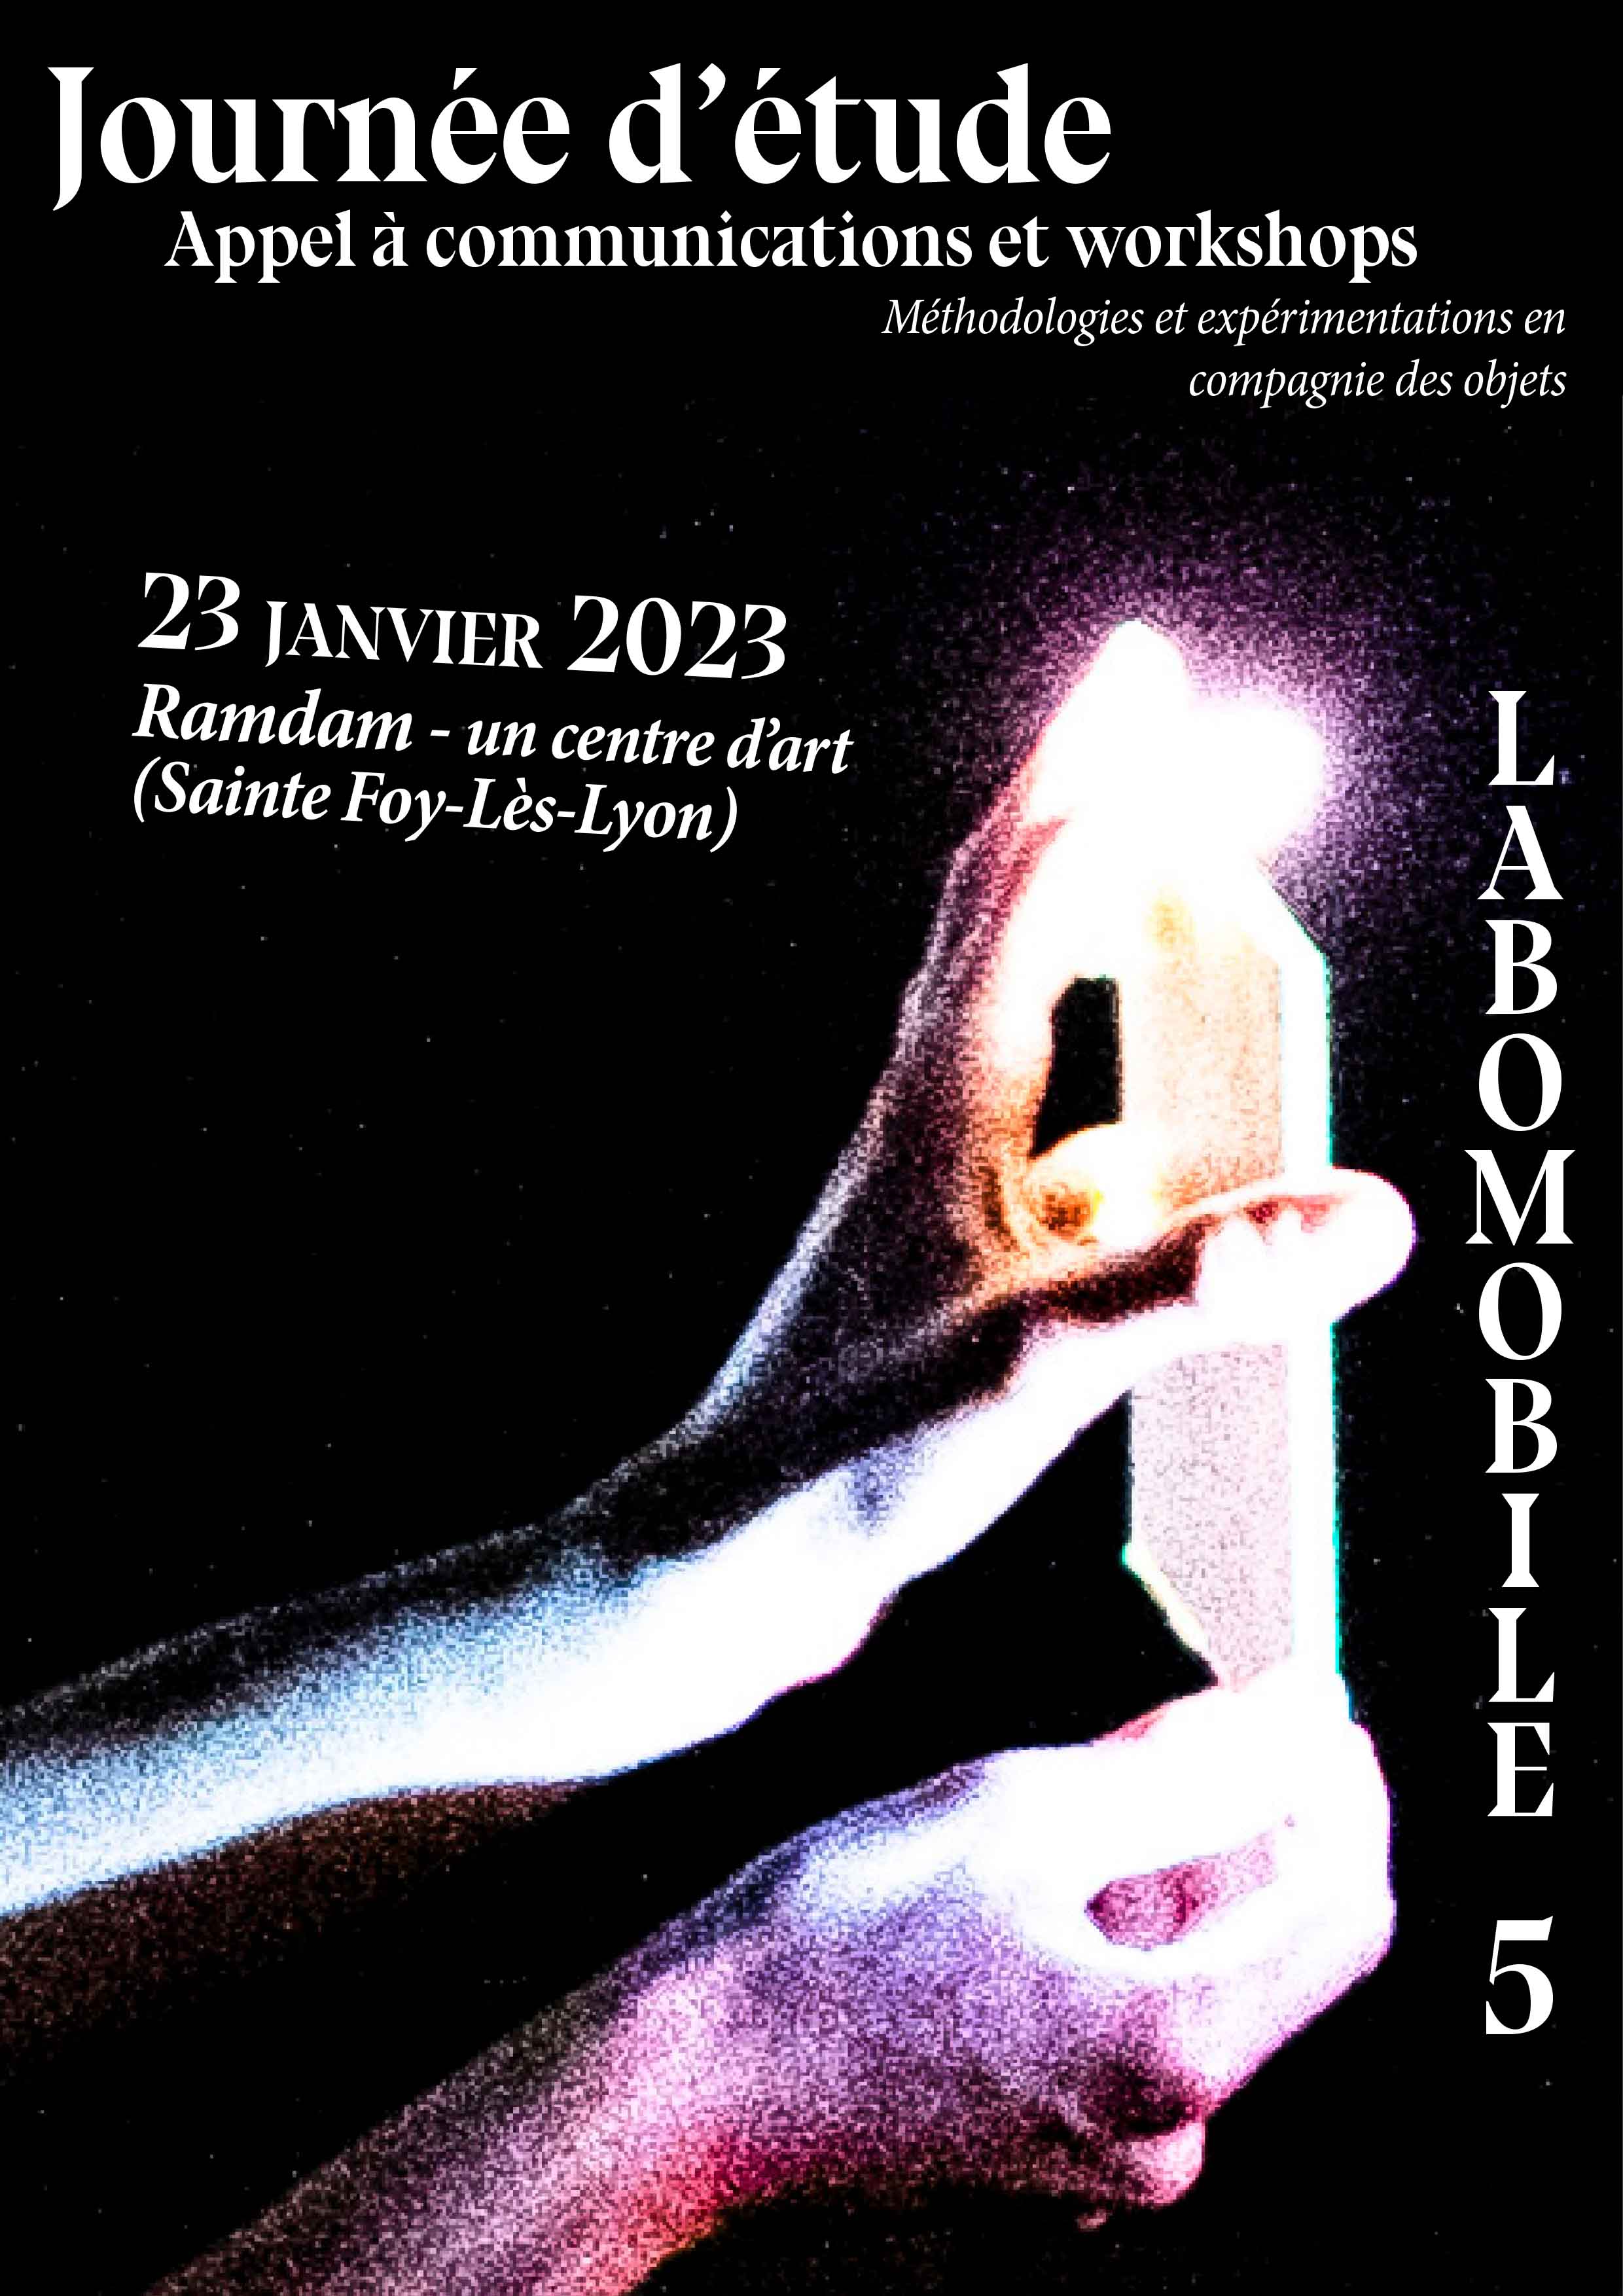 Journée d’étude
Appel à communications et workshops
Méthodologies et expérimentations en
compagnie des objets
23 JANVIER 2023
Ramdam - un centre d’art
(Sainte Foy-Lès-Lyon)
LABOMOBILE 5